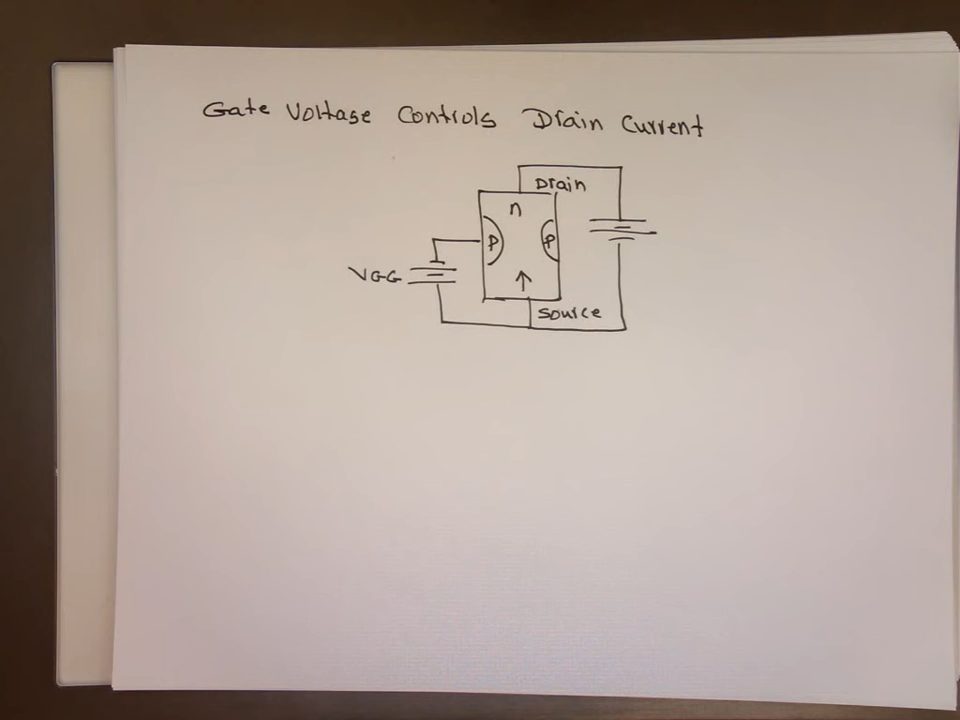 Gate Voltage Controls Drain Current
Drain
n
P P
VGG
Source